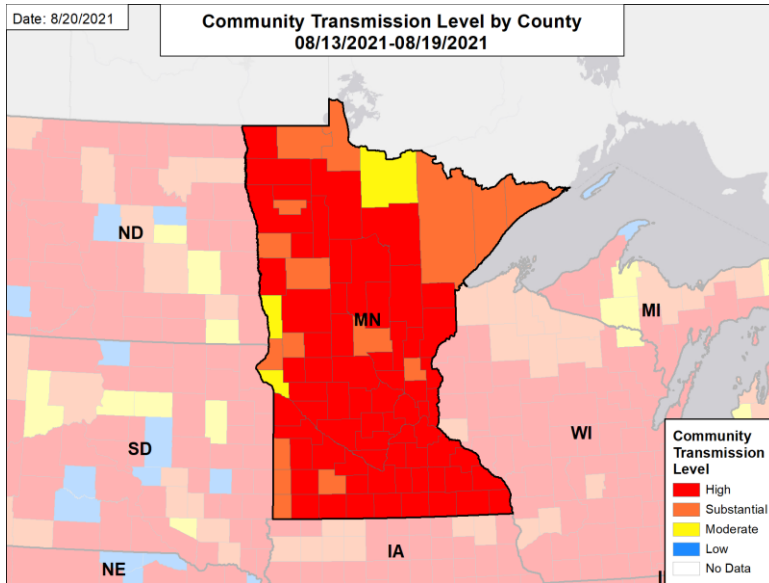 Date: 8/20/2021
Community Transmission Level by County
08/13/2021-08/19/2021
ND
MN
MI
SD
WI
NE
IA
Community
Transmission
Level
High
Substantial
Moderate
Low
No Data